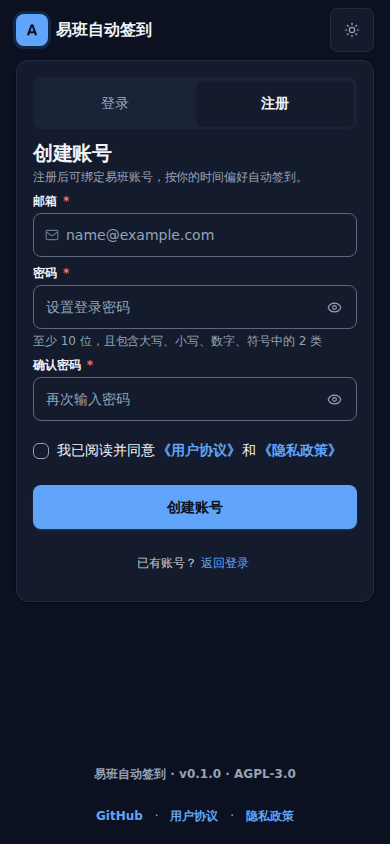 A 易班自动签到
登录 注册
创建账号
注册后可绑定易班账号，按你的时间偏好自动签到。
邮箱 *
name@example.com
密码 *
设置登录密码
至少 10 位，且包含大写、小写、数字、符号中的 2 类
确认密码 *
再次输入密码
我已阅读并同意《用户协议》和《隐私政策》
创建账号
已有账号？ 返回登录
易班自动签到 · v0.1.0 · AGPL-3.0
GitHub · 用户协议 · 隐私政策